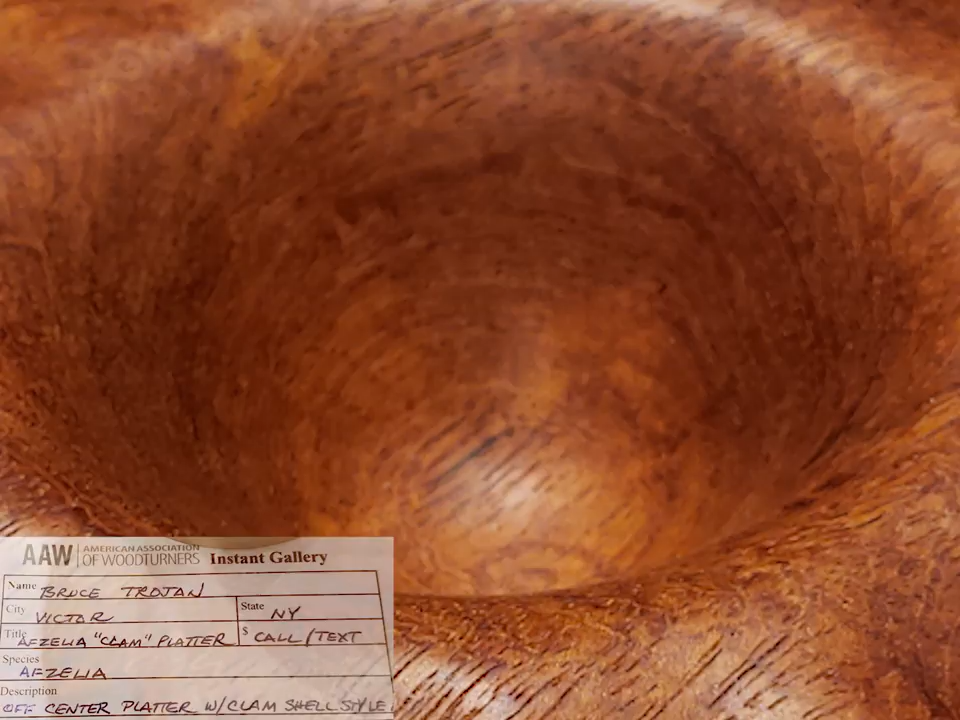 AAW AMERICAN ASSOCIATION OF WOODTURNERS Instant Gallery
Name BRUCE TROJAN
City VICTOR State NY
Title AFZELIA "CLAM" PLATTER $ CALL/TEXT
Species
AFZELIA
Description
OFF CENTER PLATTER W/CLAM SHELL STYLE